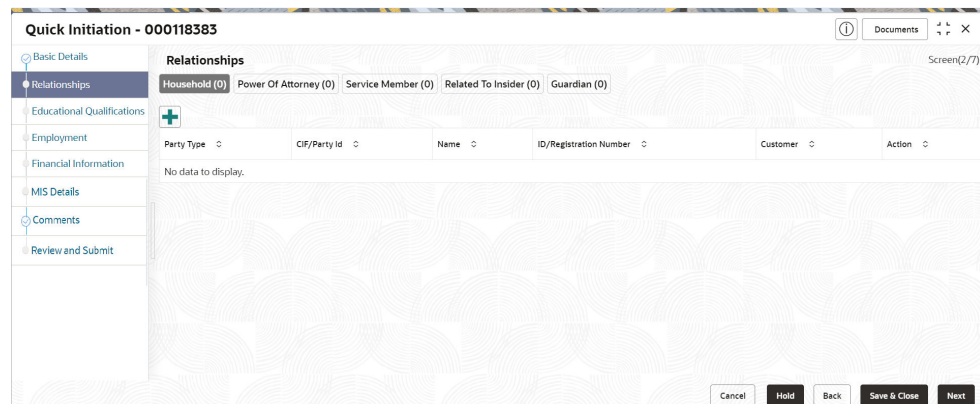 Quick Initiation - 000118383
Documents
Basic Details
Relationships
Educational Qualifications
Employment
Financial Information
MIS Details
Comments
Review and Submit
Relationships
Screen(2/7)
Household (0) Power Of Attorney (0) Service Member (0) Related To Insider (0) Guardian (0)
Party Type CIF/Party Id Name ID/Registration Number Customer Action
No data to display.
Cancel Hold Back Save & Close Next